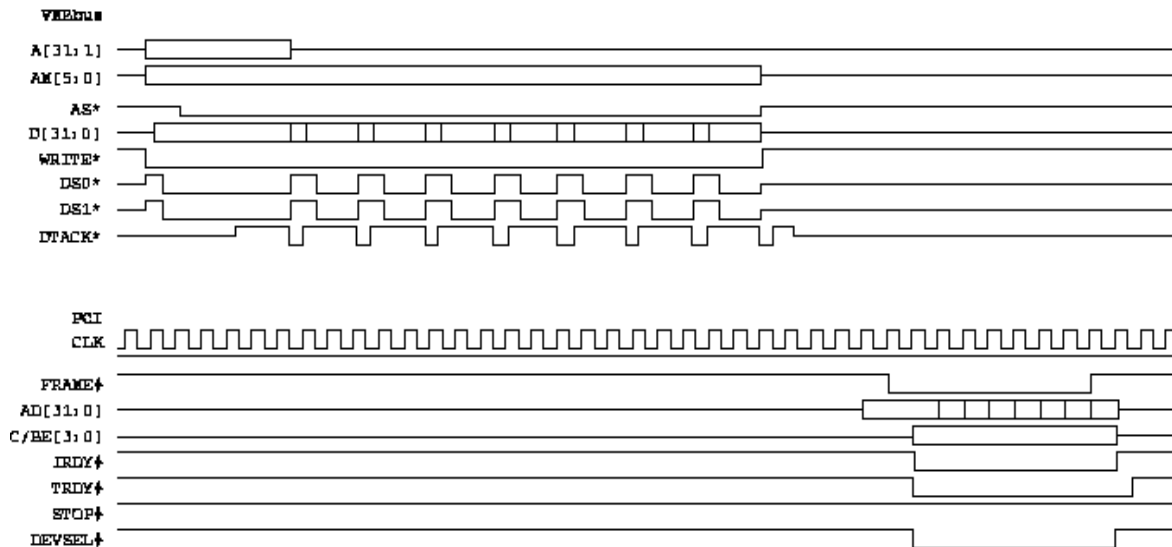 VMEbus
A[31:1]
AM[5:0]
AS*
D[31:0]
WRITE*
DS0*
DS1*
DTACK*
PCI
CLK
FRAME#
AD[31:0]
C/BE[3:0]
IRDY#
TRDY#
STOP#
DEVSEL#